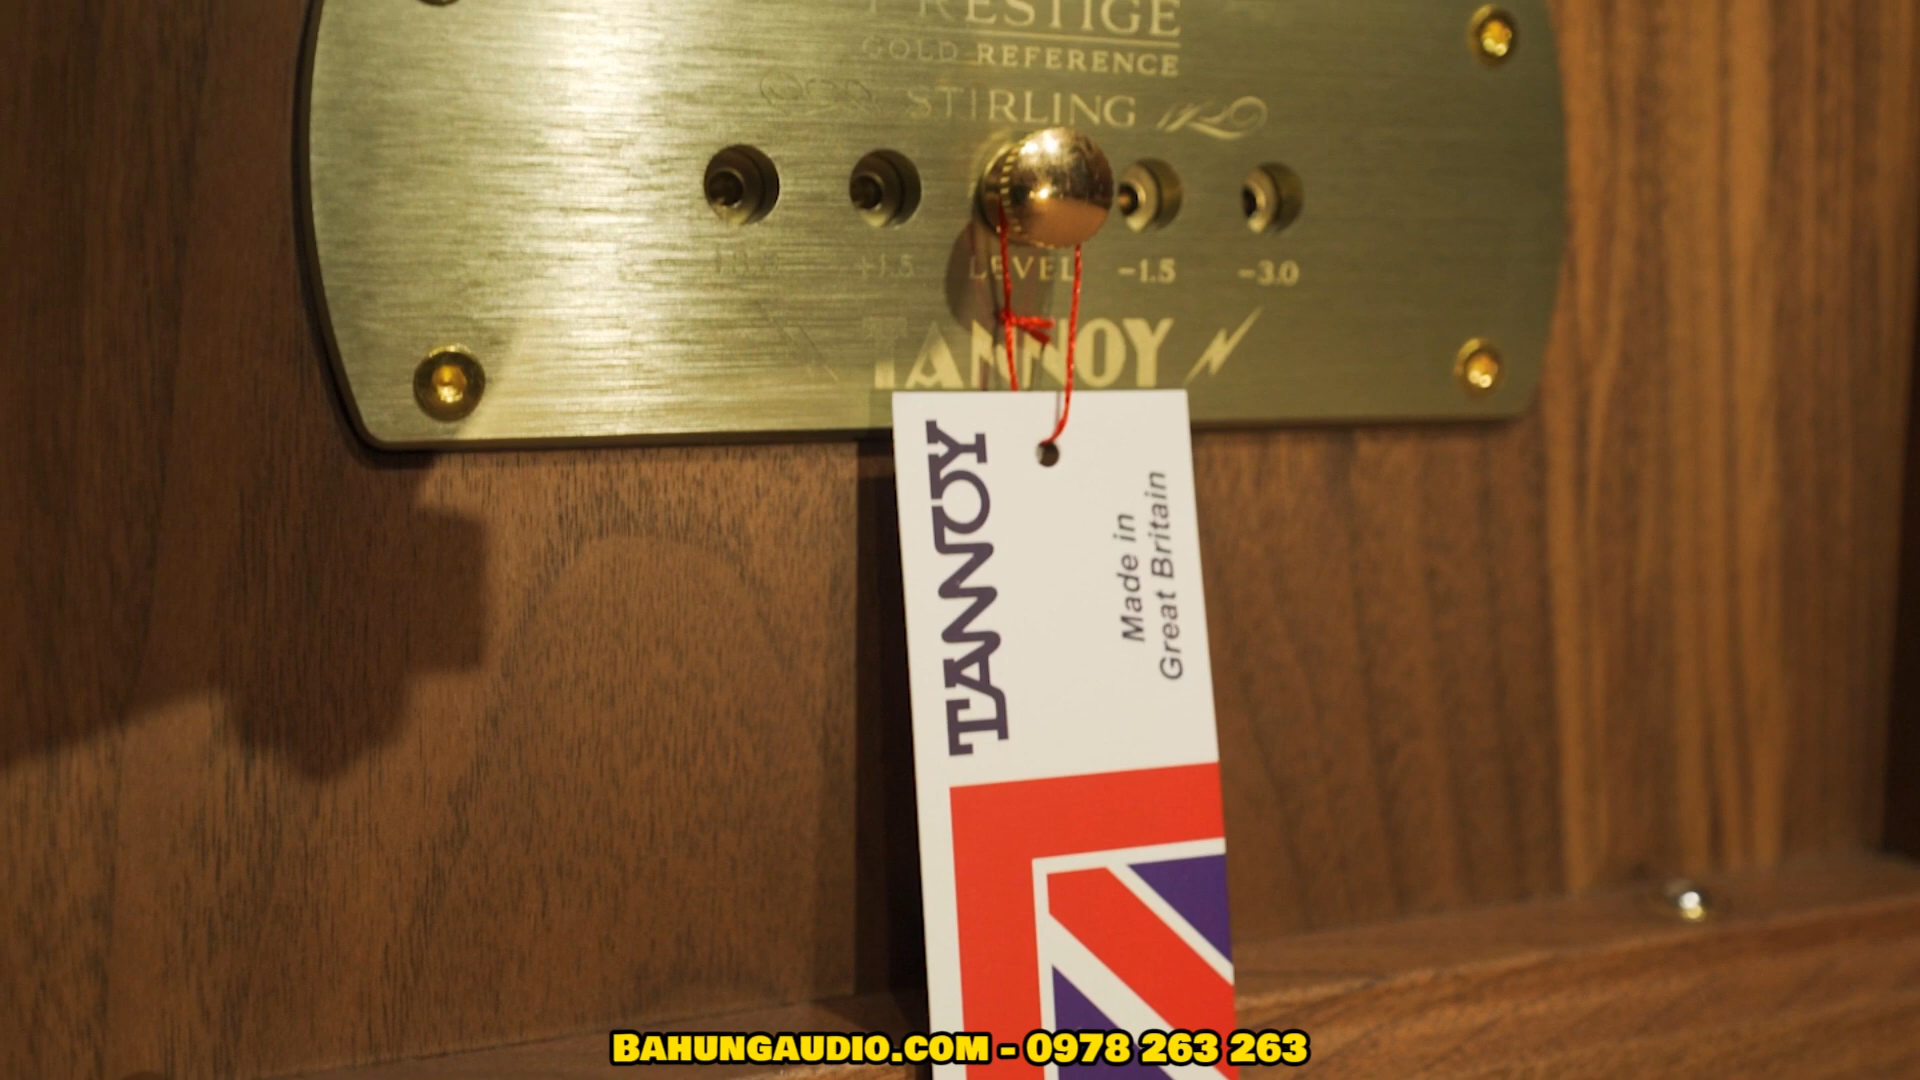 PRESTIGE
GOLD REFERENCE
STIRLING
+1.5 LEVEL -1.5 -3.0
TANNOY
TANNOY
Made in
Great Britain
BAHUNGAUDIO.COM - 0978 263 263